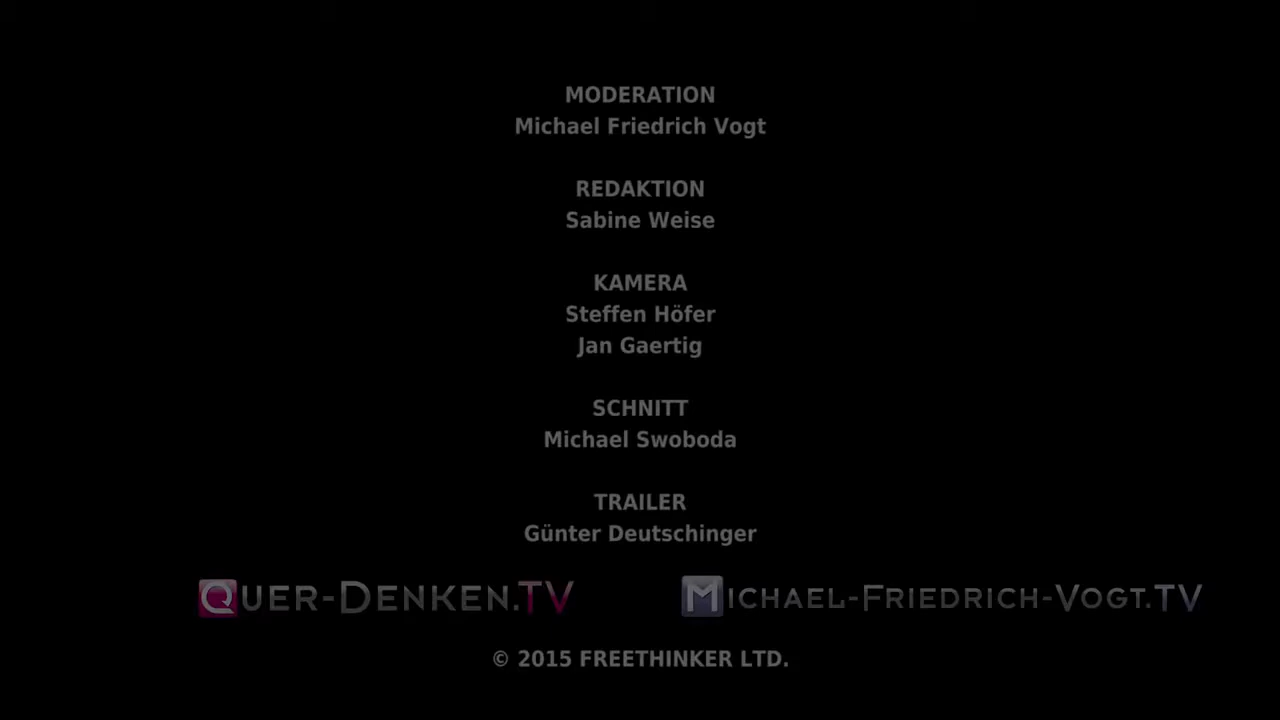 MODERATION
Michael Friedrich Vogt
REDAKTION
Sabine Weise
KAMERA
Steffen Höfer
Jan Gaertig
SCHNITT
Michael Swoboda
TRAILER
Günter Deutschinger
QUER-DENKEN.TV
MICHAEL-FRIEDRICH-VOGT.TV
© 2015 FREETHINKER LTD.